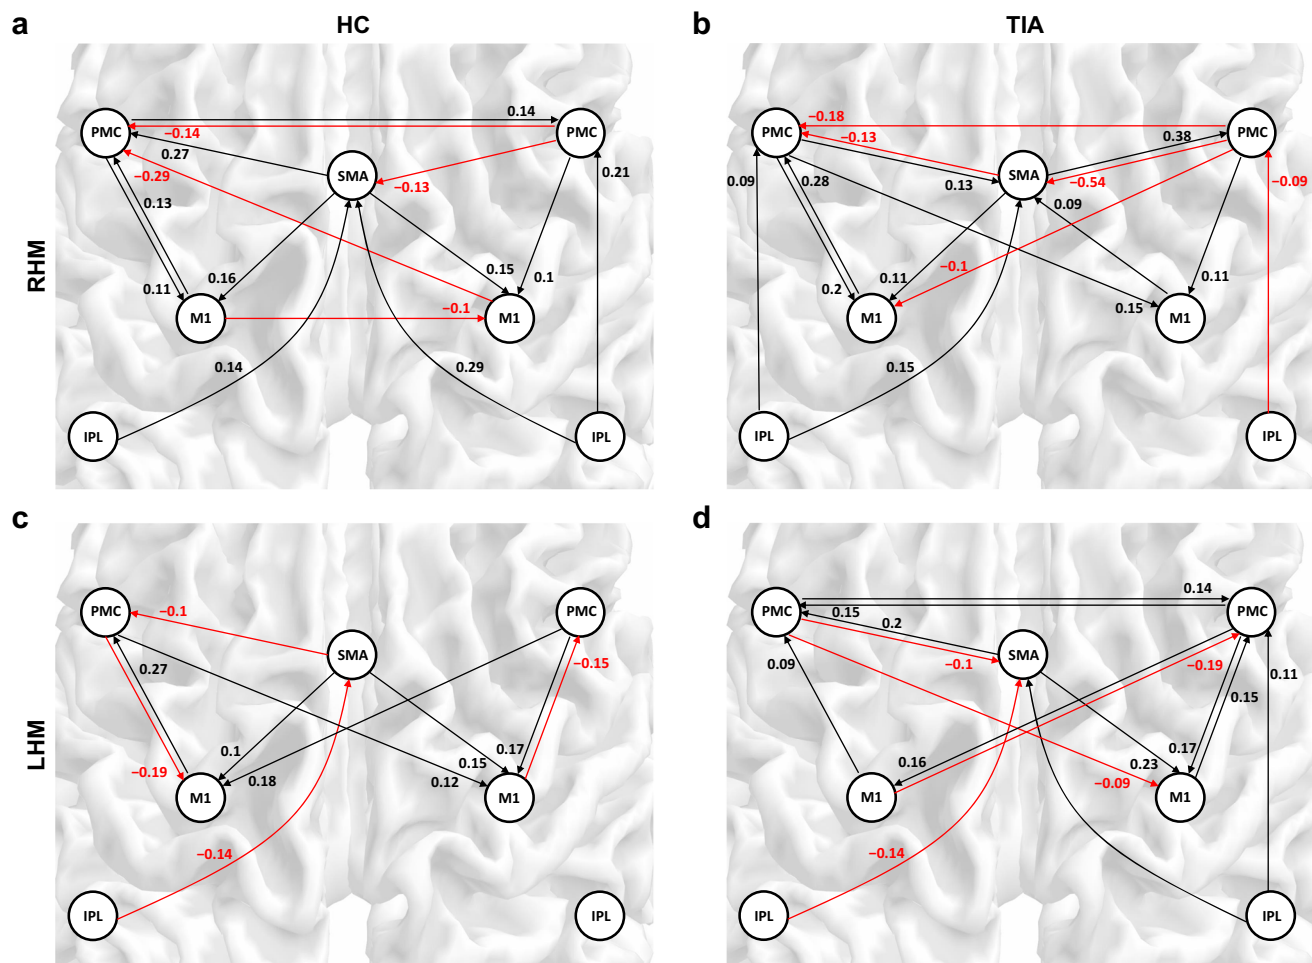 a
HC
b
TIA
RHM
PMC
0.14
PMC
−0.14
0.27
SMA
−0.29
−0.13
0.21
0.13
0.11
0.16
0.15
0.1
M1
−0.1
M1
0.14
0.29
IPL
IPL
PMC
−0.18
PMC
−0.13
0.38
0.09
0.28
0.13
SMA
−0.54
−0.09
0.09
−0.1
0.2
0.11
0.11
M1
0.15
M1
0.15
IPL
IPL
c
d
LHM
PMC
−0.1
PMC
0.27
SMA
−0.15
−0.19
0.1
0.18
0.15
0.17
0.12
M1
M1
−0.14
IPL
IPL
PMC
0.14
PMC
0.15
0.2
0.09
−0.1
SMA
−0.19
0.11
0.15
0.16
0.17
0.23
−0.09
M1
M1
−0.14
IPL
IPL